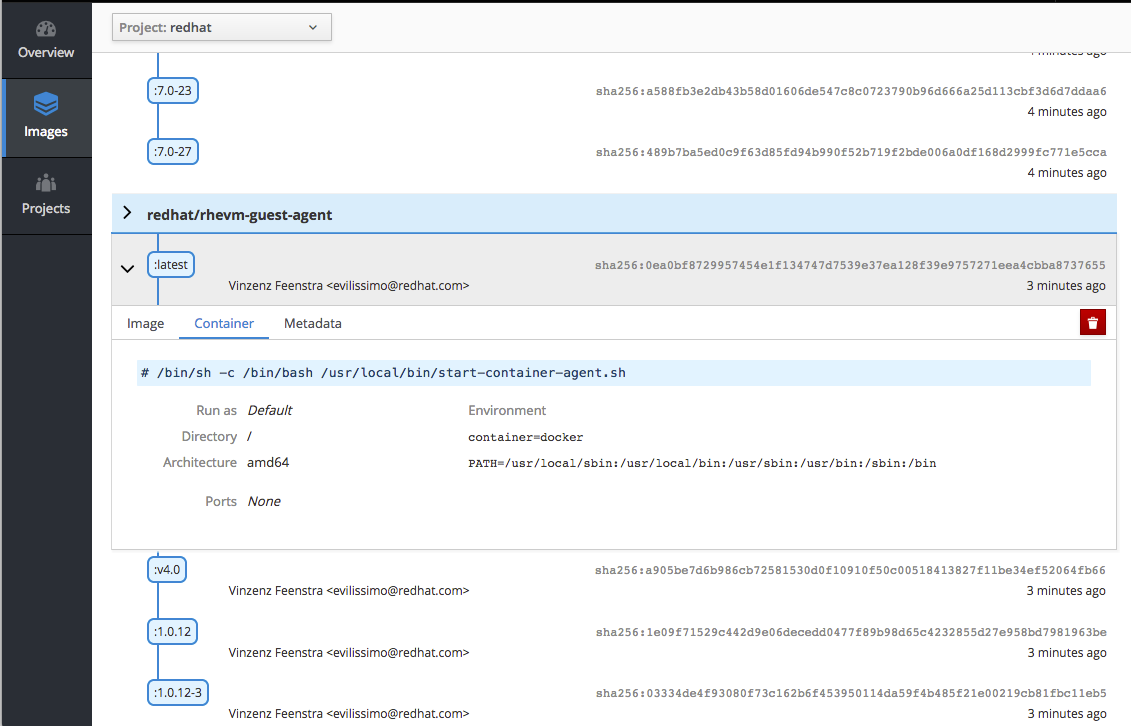 Project: redhat
Overview
Images
Projects
4 minutes ago
:7.0-23
sha256:a588fb3e2db43b58d01606de547c8c0723790b96d666a25d113cbf3d6d7ddaa6
4 minutes ago
:7.0-27
sha256:489b7ba5ed0c9f63d85fd94b990f52b719f2bde006a0df168d2999fc771e5cca
4 minutes ago
redhat/rhevm-guest-agent
:latest
sha256:0ea0bf8729957454e1f134747d7539e37ea128f39e9757271eea4cbba8737655
Vinzenz Feenstra <evilissimo@redhat.com>
3 minutes ago
Image Container Metadata
# /bin/sh -c /bin/bash /usr/local/bin/start-container-agent.sh
Run as Default
Environment
Directory /
container=docker
Architecture amd64
PATH=/usr/local/sbin:/usr/local/bin:/usr/sbin:/usr/bin:/sbin:/bin
Ports None
:v4.0
sha256:a905be7d6b986cb72581530d0f10910f50c00518413827f11be34ef52064fb66
Vinzenz Feenstra <evilissimo@redhat.com>
3 minutes ago
:1.0.12
sha256:1e09f71529c442d9e06decedd0477f89b98d65c4232855d27e958bd7981963be
Vinzenz Feenstra <evilissimo@redhat.com>
3 minutes ago
:1.0.12-3
sha256:03334de4f93080f73c162b6f453950114da59f4b485f21e00219cb81fbc11eb5
Vinzenz Feenstra <evilissimo@redhat.com>
3 minutes ago